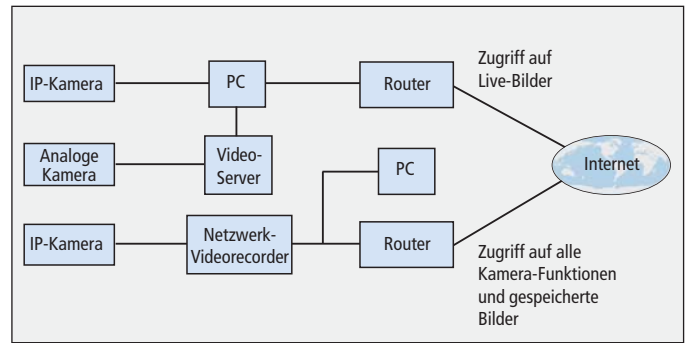 IP-Kamera
PC
Router
Zugriff auf
Live-Bilder
Analoge
Kamera
Video-
Server
PC
Internet
IP-Kamera
Netzwerk-
Videorecorder
Router
Zugriff auf alle
Kamera-Funktionen
und gespeicherte
Bilder